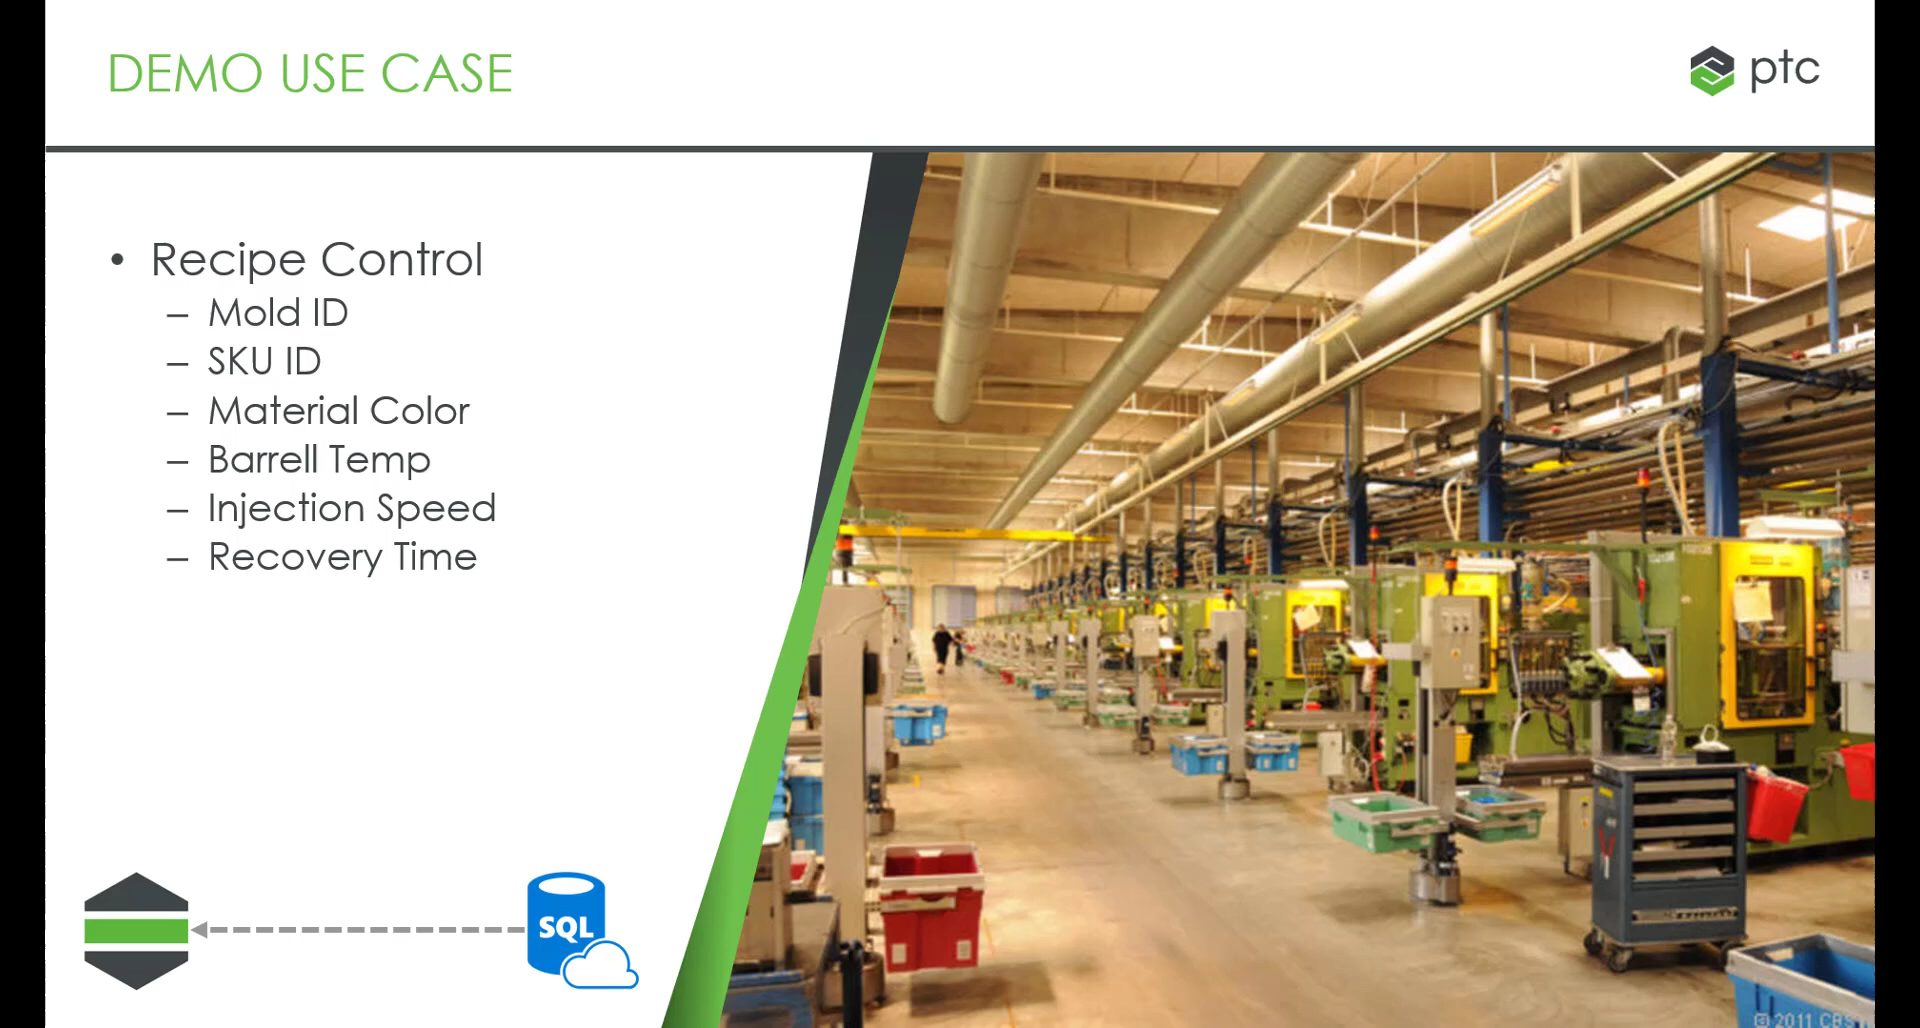 DEMO USE CASE
ptc
• Recipe Control
– Mold ID
– SKU ID
– Material Color
– Barrell Temp
– Injection Speed
– Recovery Time
SQL
© 2011